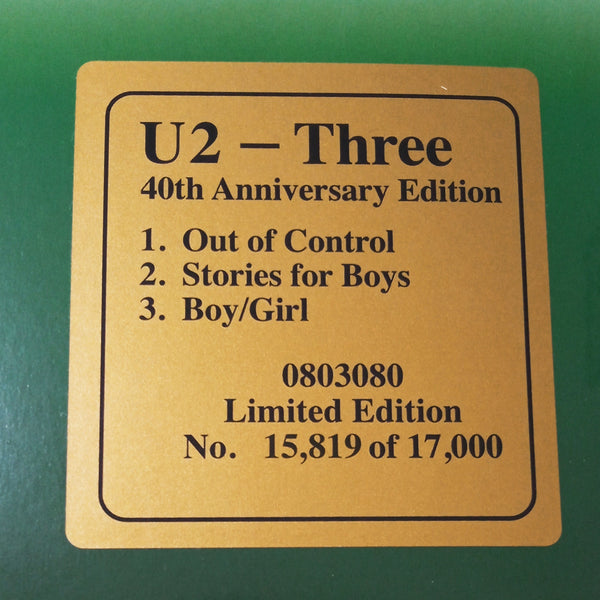 U2 – Three
40th Anniversary Edition
1. Out of Control
2. Stories for Boys
3. Boy/Girl
0803080
Limited Edition
No. 15,819 of 17,000